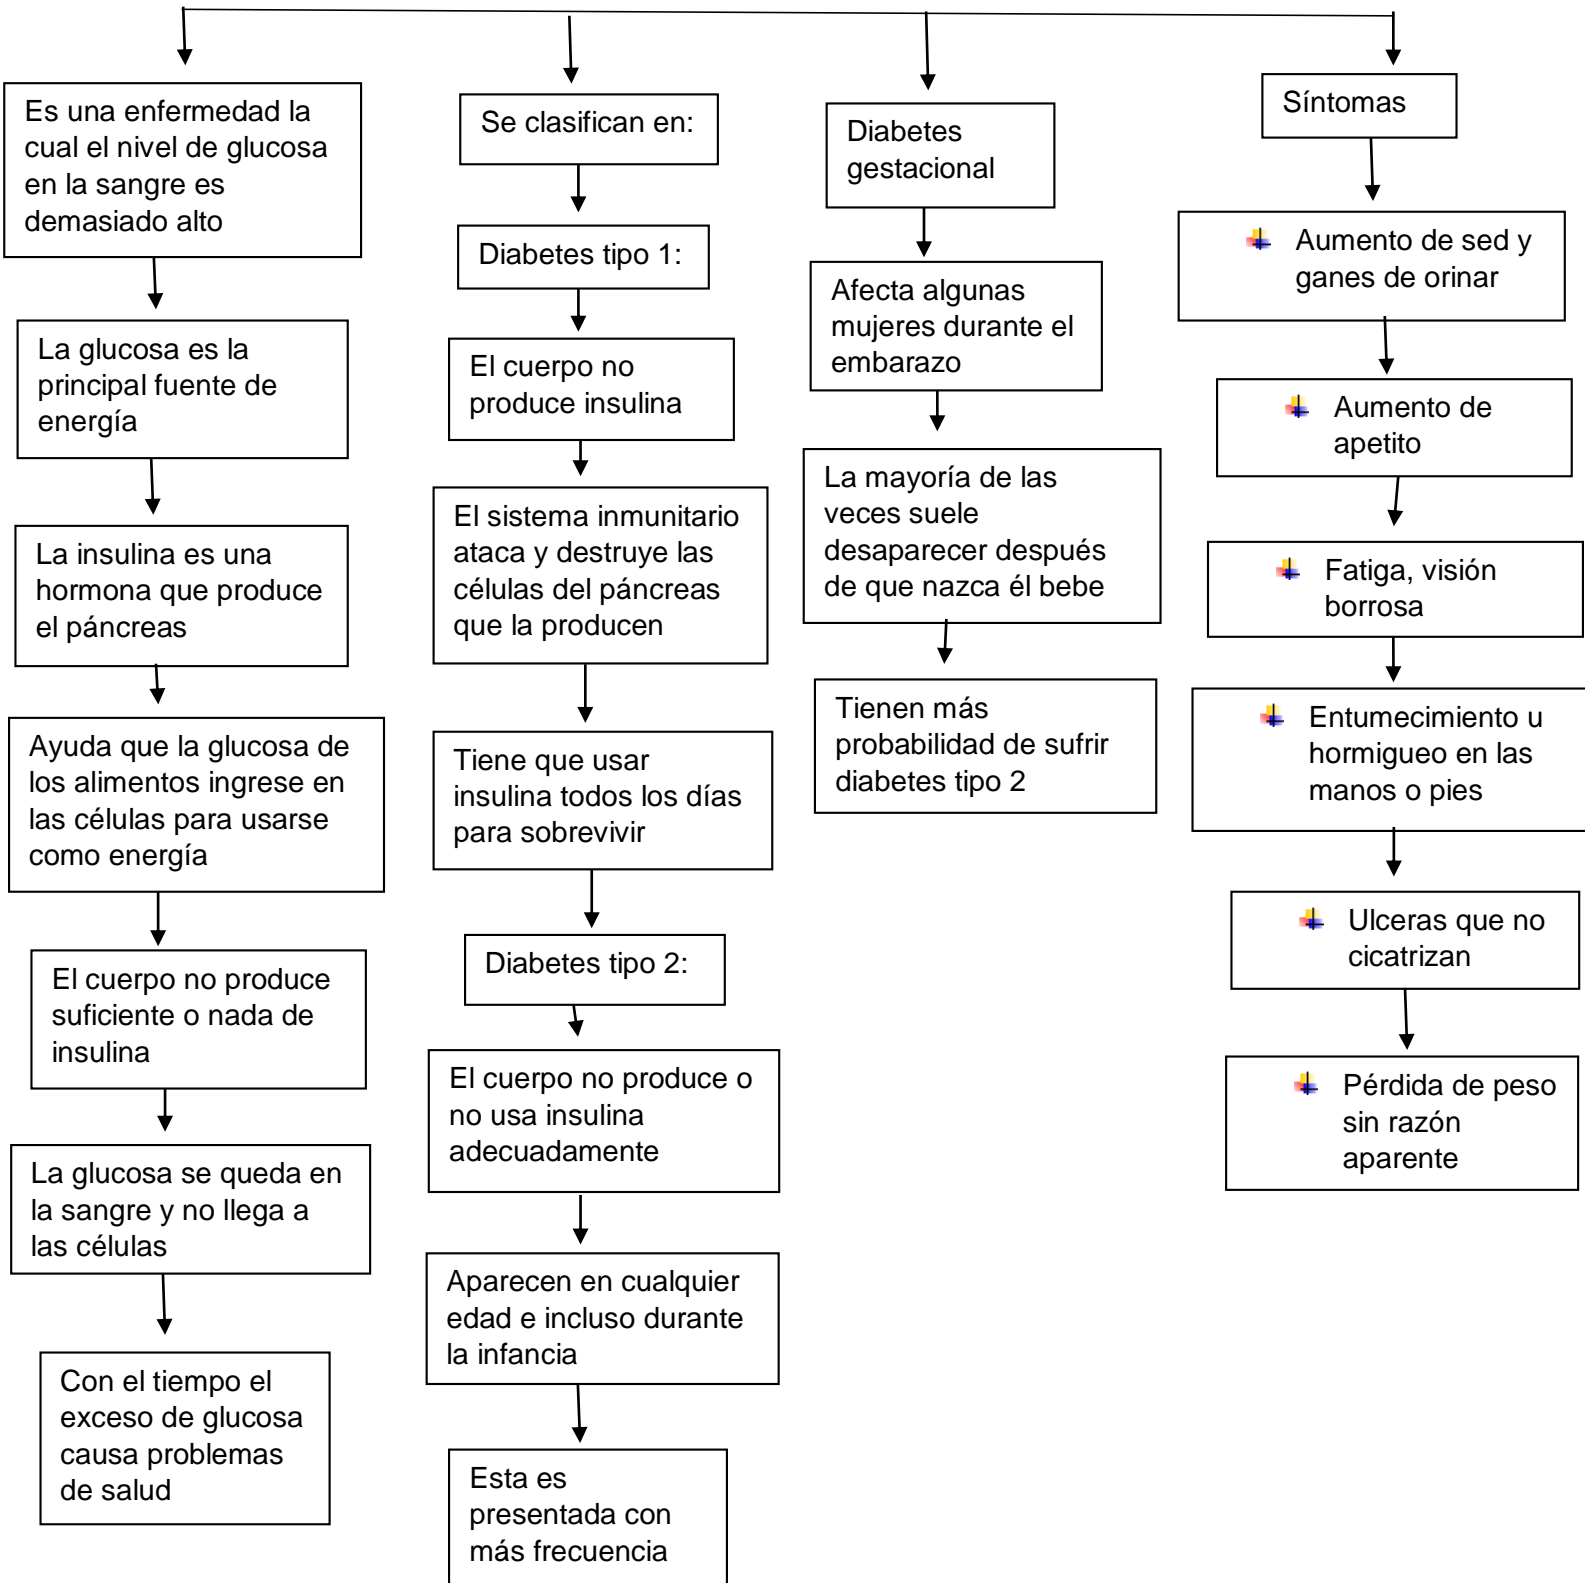 Es una enfermedad la
cual el nivel de glucosa
en la sangre es
demasiado alto
La glucosa es la
principal fuente de
energía
La insulina es una
hormona que produce
el páncreas
Ayuda que la glucosa de
los alimentos ingrese en
las células para usarse
como energía
El cuerpo no produce
suficiente o nada de
insulina
La glucosa se queda en
la sangre y no llega a
las células
Con el tiempo el
exceso de glucosa
causa problemas
de salud
Se clasifican en:
Diabetes tipo 1:
El cuerpo no
produce insulina
El sistema inmunitario
ataca y destruye las
células del páncreas
que la producen
Tiene que usar
insulina todos los días
para sobrevivir
Diabetes tipo 2:
El cuerpo no produce o
no usa insulina
adecuadamente
Aparecen en cualquier
edad e incluso durante
la infancia
Esta es
presentada con
más frecuencia
Diabetes
gestacional
Afecta algunas
mujeres durante el
embarazo
La mayoría de las
veces suele
desaparecer después
de que nazca él bebe
Tienen más
probabilidad de sufrir
diabetes tipo 2
Síntomas
Aumento de sed y
ganes de orinar
Aumento de
apetito
Fatiga, visión
borrosa
Entumecimiento u
hormigueo en las
manos o pies
Ulceras que no
cicatrizan
Pérdida de peso
sin razón
aparente